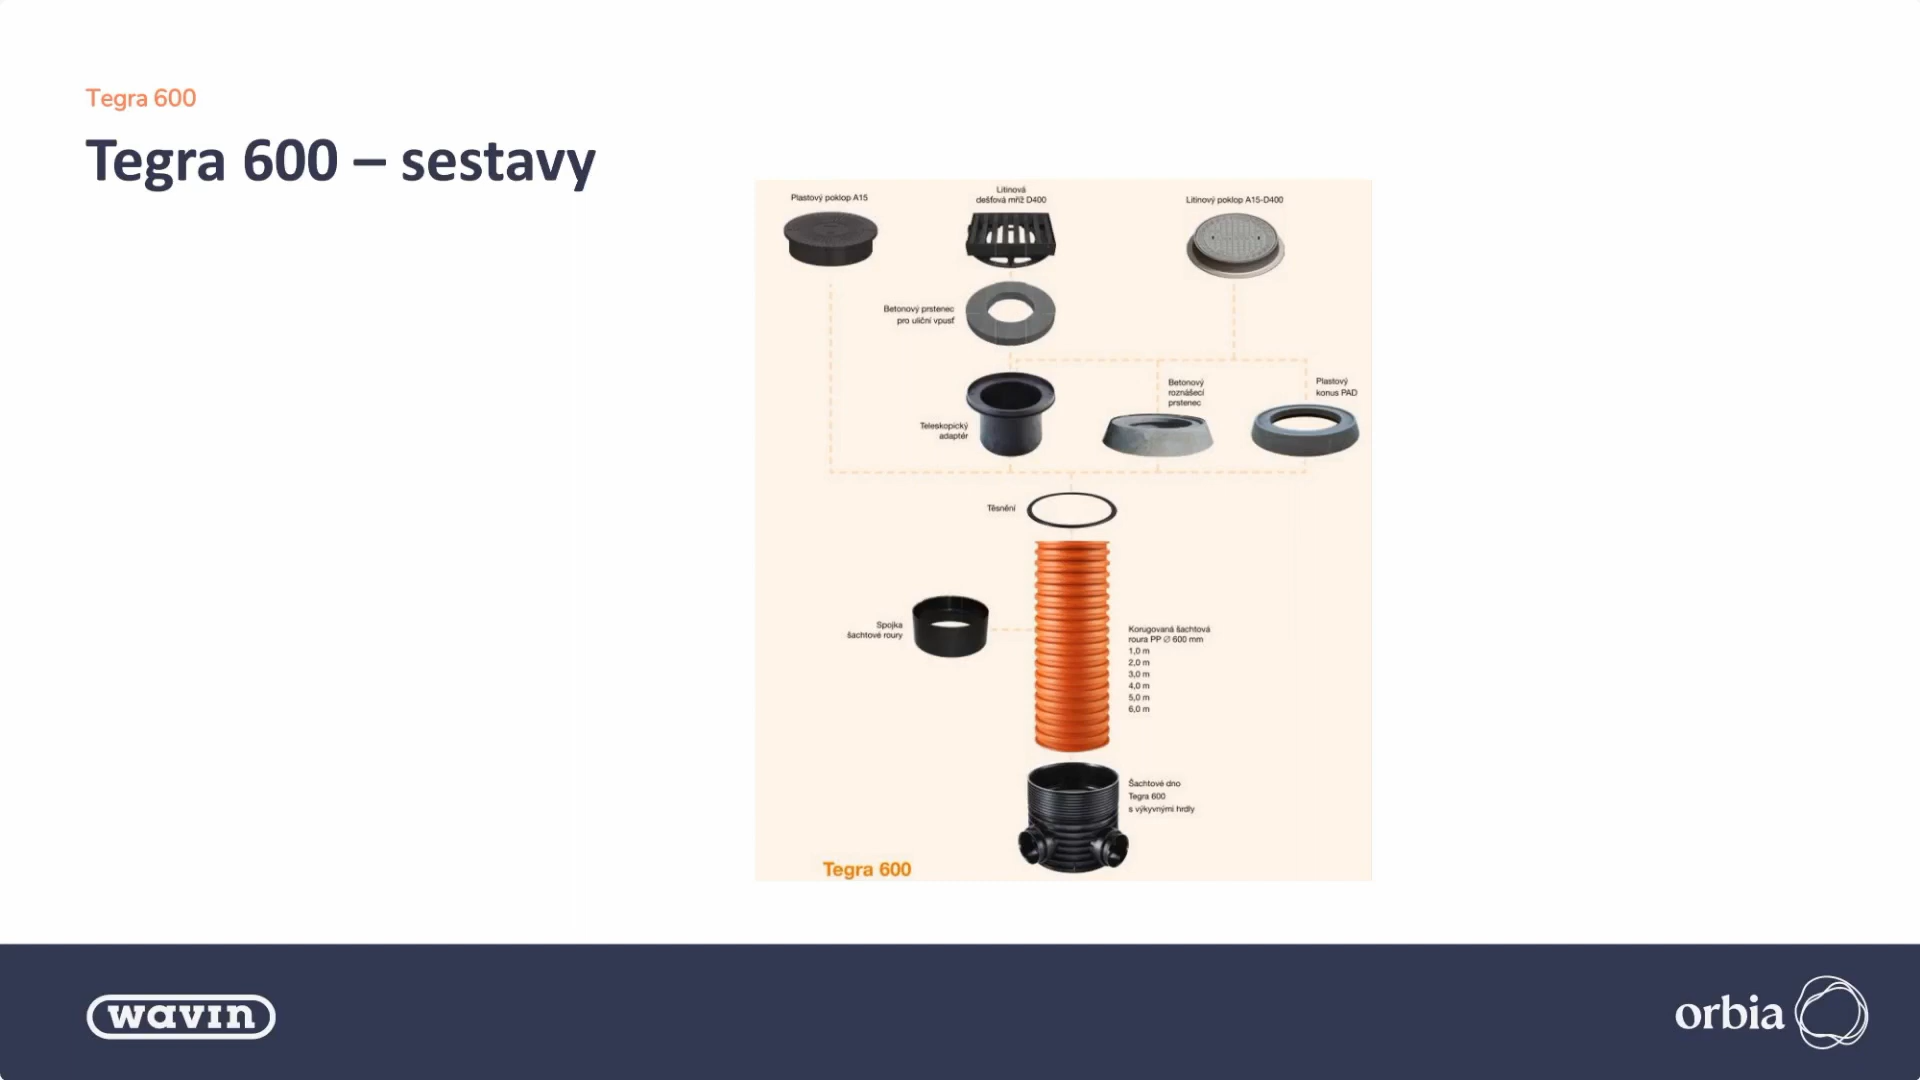 Tegra 600
Tegra 600 – sestavy
Plastový poklop A15
Litinová
dešťová mříž D400
Litinový poklop A15-D400
Betonový prstenec
pro uliční vpusť
Teleskopický
adaptér
Betonový
roznášecí
prstenec
Plastový
konus PAD
Těsnění
Spojka
šachtové roury
Korugovaná šachtová
roura PP ∅ 600 mm
1,0 m
2,0 m
3,0 m
4,0 m
5,0 m
6,0 m
Šachtové dno
Tegra 600
s výkyvnými hrdly
Tegra 600
wavin
orbia